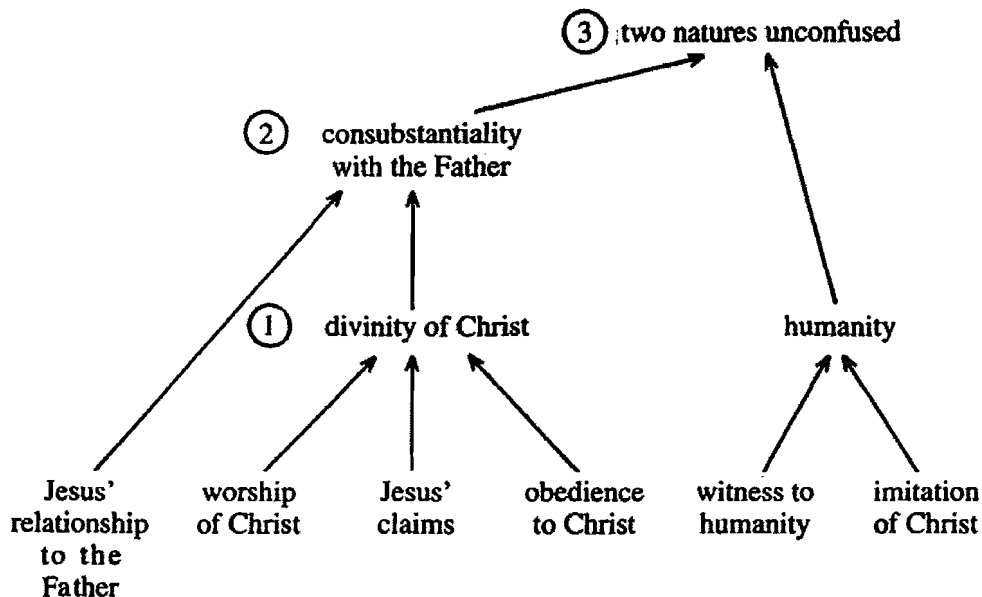 3 two natures unconfused
2 consubstantiality
with the Father
1 divinity of Christ
humanity
Jesus'
relationship
to the
Father
worship
of Christ
Jesus'
claims
obedience
to Christ
witness to
humanity
imitation
of Christ